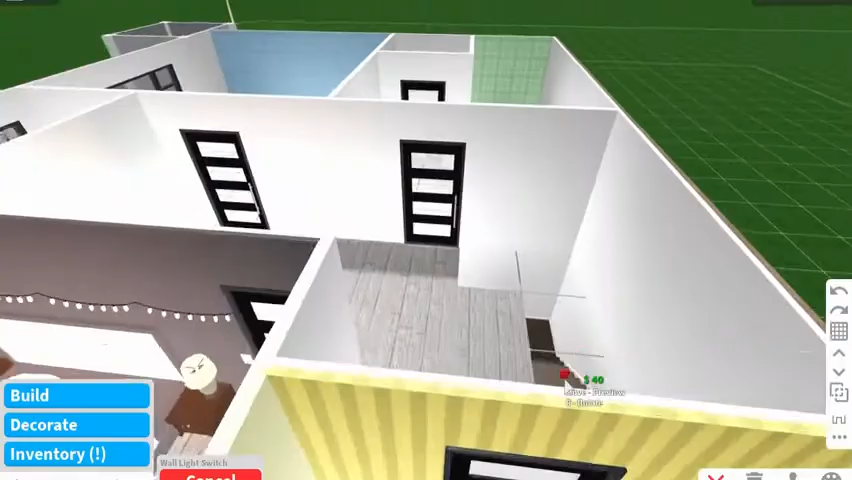 $ 40
Build
Decorate
Inventory (!)
Wall Light Switch
Cancel